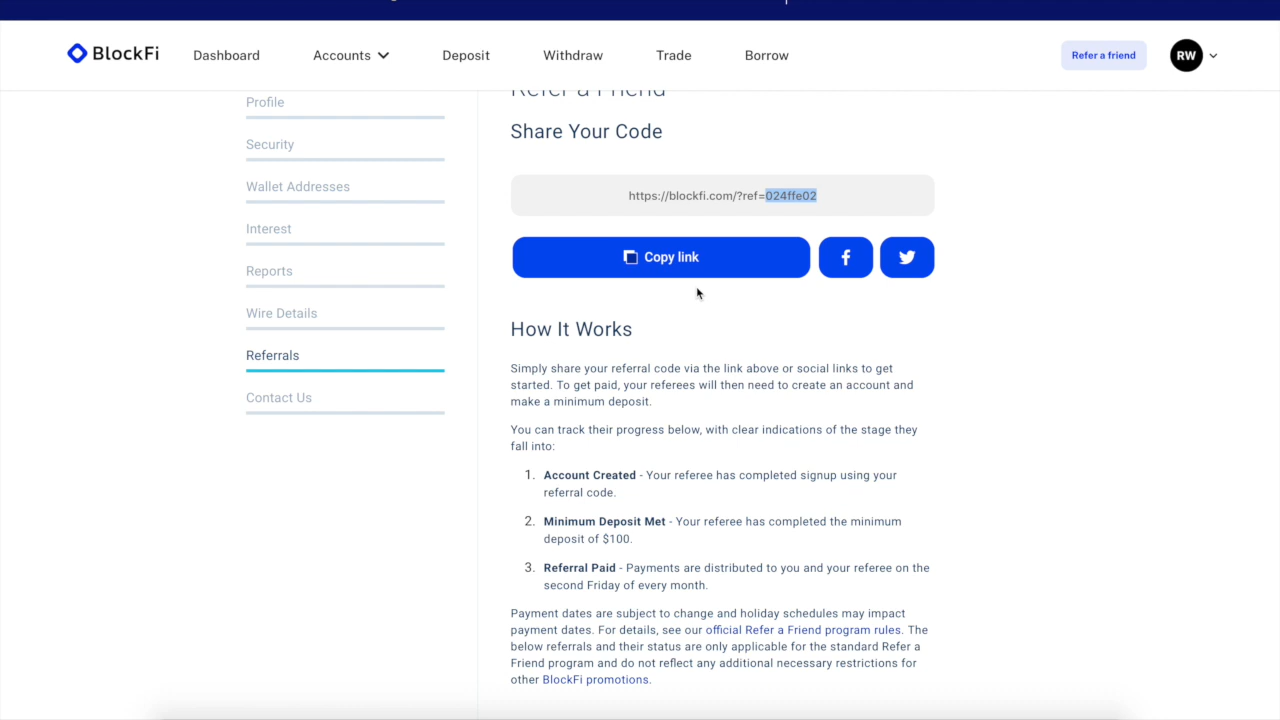 BlockFi
Dashboard
Accounts
Deposit
Withdraw
Trade
Borrow
Refer a friend
RW
Profile
Security
Wallet Addresses
Interest
Reports
Wire Details
Referrals
Contact Us
Refer a Friend
Share Your Code
https://blockfi.com/?ref=024ffe02
Copy link
How It Works
Simply share your referral code via the link above or social links to get
started. To get paid, your referees will then need to create an account and
make a minimum deposit.
You can track their progress below, with clear indications of the stage they
fall into:
1. Account Created - Your referee has completed signup using your
referral code.
2. Minimum Deposit Met - Your referee has completed the minimum
deposit of $100.
3. Referral Paid - Payments are distributed to you and your referee on the
second Friday of every month.
Payment dates are subject to change and holiday schedules may impact
payment dates. For details, see our official Refer a Friend program rules. The
below referrals and their status are only applicable for the standard Refer a
Friend program and do not reflect any additional necessary restrictions for
other BlockFi promotions.